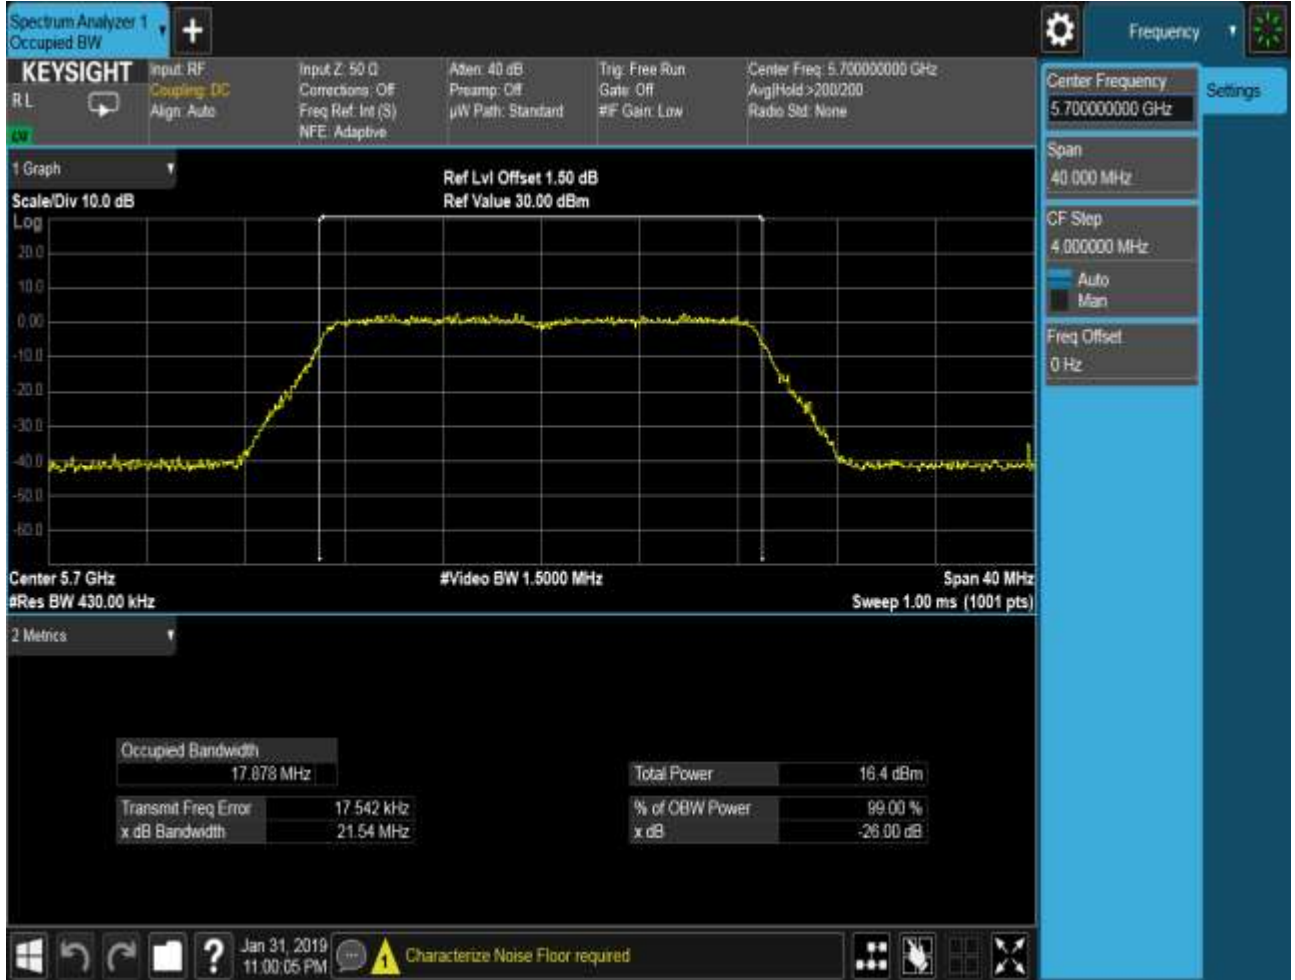 Spectrum Analyzer 1
Occupied BW
Frequency
KEYSIGHT
R L
Input: RF
Coupling: DC
Align: Auto
Input Z: 50 Ω
Corrections: Off
Freq Ref: Int (S)
NFE: Adaptive
Atten: 40 dB
Preamp: Off
µW Path: Standard
Trig: Free Run
Gate: Off
#IF Gain: Low
Center Freq: 5.700000000 GHz
Avg|Hold:>200/200
Radio Std: None
Center Frequency
5.700000000 GHz
Settings
Span
40.000 MHz
CF Step
4.000000 MHz
Auto
Man
Freq Offset
0 Hz
1 Graph
Scale/Div 10.0 dB
Ref Lvl Offset 1.50 dB
Ref Value 30.00 dBm
Log
20.0
10.0
0.00
-10.0
-20.0
-30.0
-40.0
-50.0
-60.0
Center 5.7 GHz
#Video BW 1.5000 MHz
Span 40 MHz
#Res BW 430.00 kHz
Sweep 1.00 ms (1001 pts)
2 Metrics
Occupied Bandwidth
17.878 MHz
Transmit Freq Error 17.542 kHz
x dB Bandwidth 21.54 MHz
Total Power 16.4 dBm
% of OBW Power 99.00 %
x dB -26.00 dB
?
Jan 31, 2019
11:00:05 PM
1
Characterize Noise Floor required